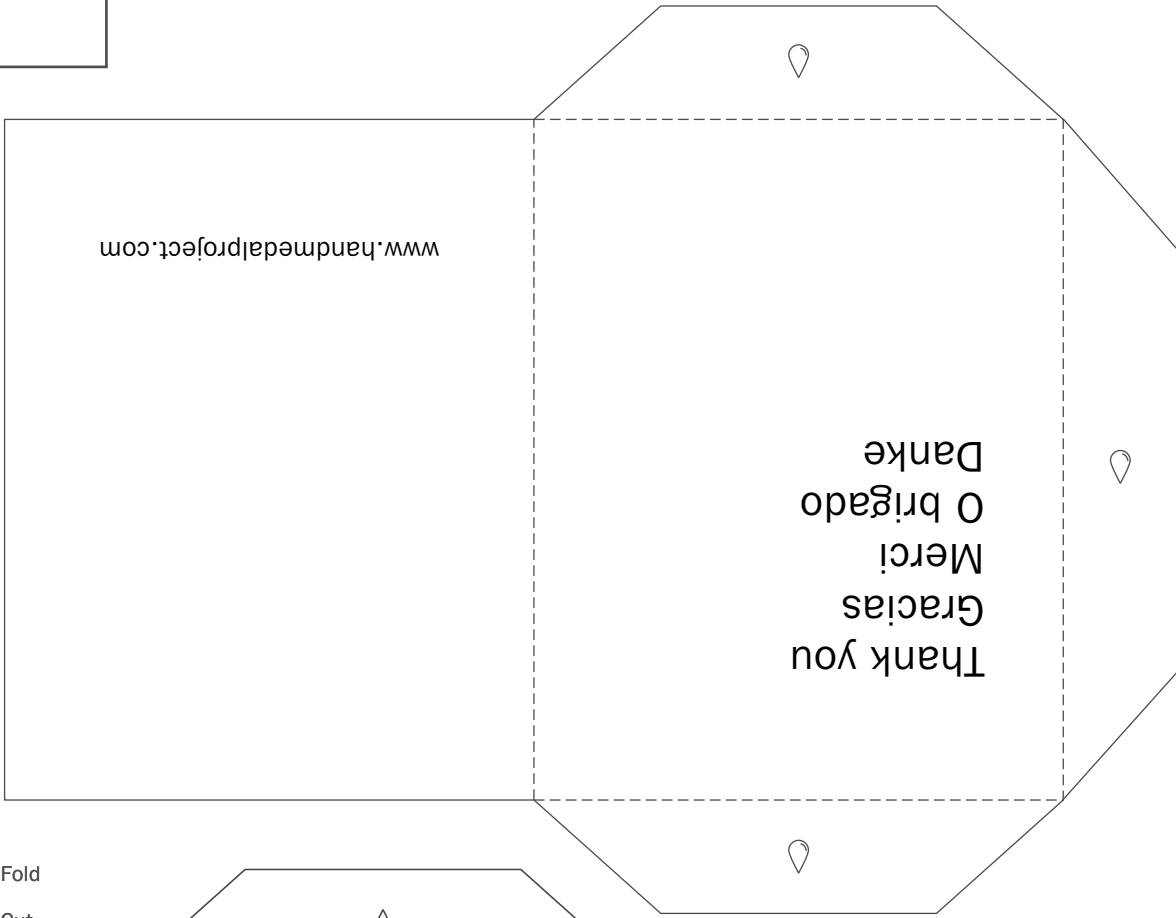 www.handmedalproject.com
Thank you
Gracias
Merci
O brigado
Danke
Fold
Cut